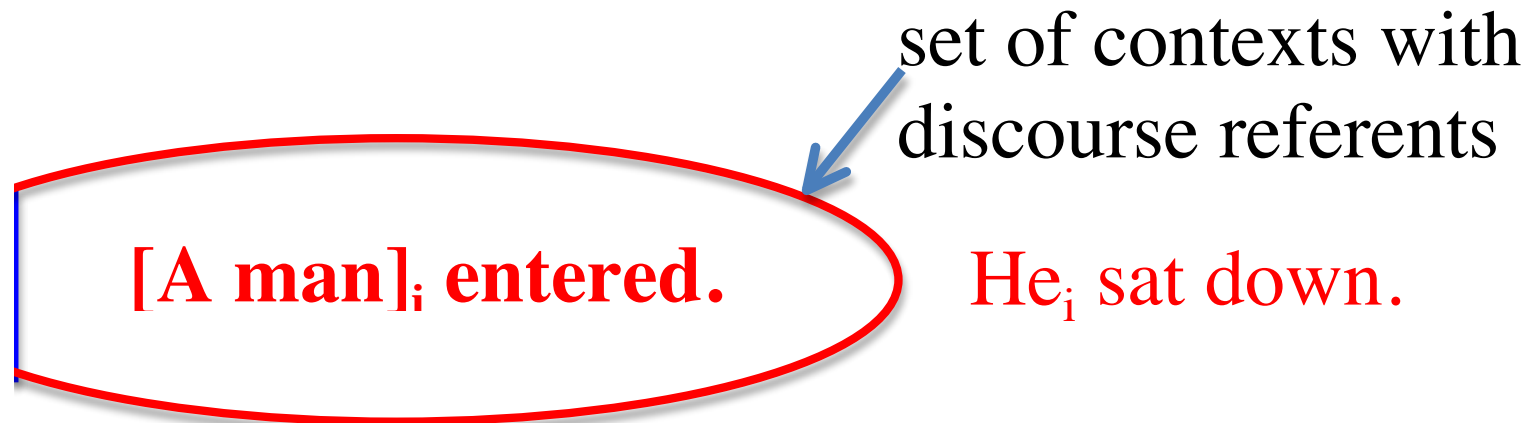 set of contexts with
discourse referents
[A man]i entered. Hei sat down.